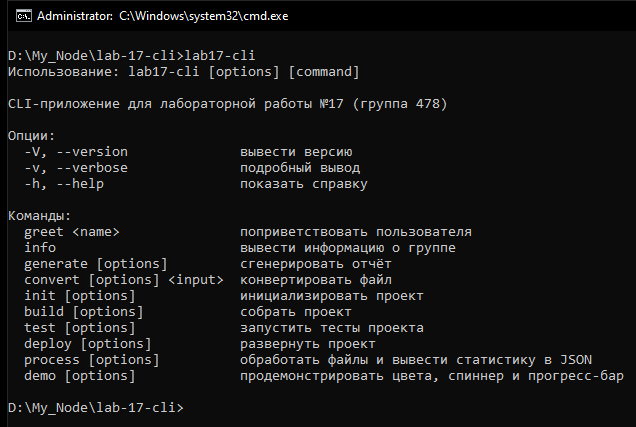 Administrator: C:\Windows\system32\cmd.exe
D:\My_Node\lab-17-cli>lab17-cli
Использование: lab17-cli [options] [command]
CLI-приложение для лабораторной работы №17 (группа 478)
Опции:
-V, --version вывести версию
-v, --verbose подробный вывод
-h, --help показать справку
Команды:
greet <name> поприветствовать пользователя
info вывести информацию о группе
generate [options] сгенерировать отчёт
convert [options] <input> конвертировать файл
init [options] инициализировать проект
build [options] собрать проект
test [options] запустить тесты проекта
deploy [options] развернуть проект
process [options] обработать файлы и вывести статистику в JSON
demo [options] продемонстрировать цвета, спиннер и прогресс-бар
D:\My_Node\lab-17-cli>